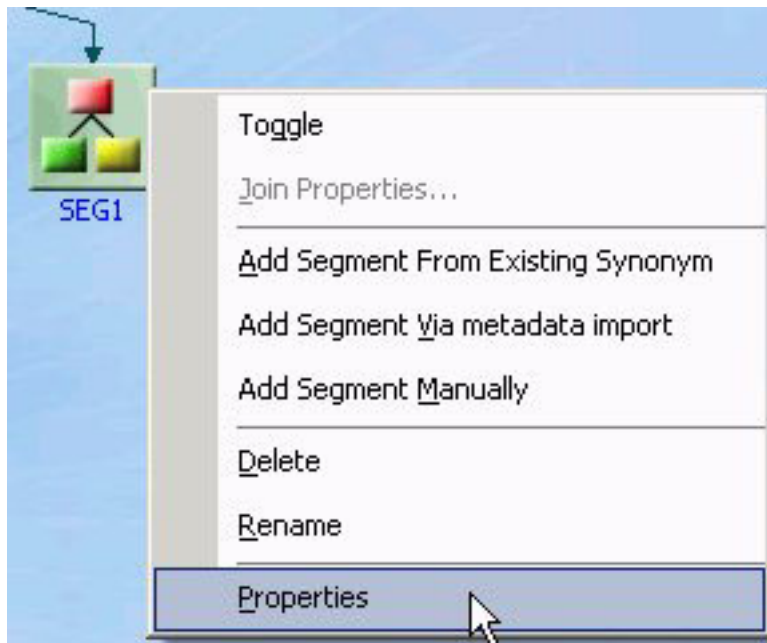 SEG1
Toggle
Join Properties...
Add Segment From Existing Synonym
Add Segment Via metadata import
Add Segment Manually
Delete
Rename
Properties